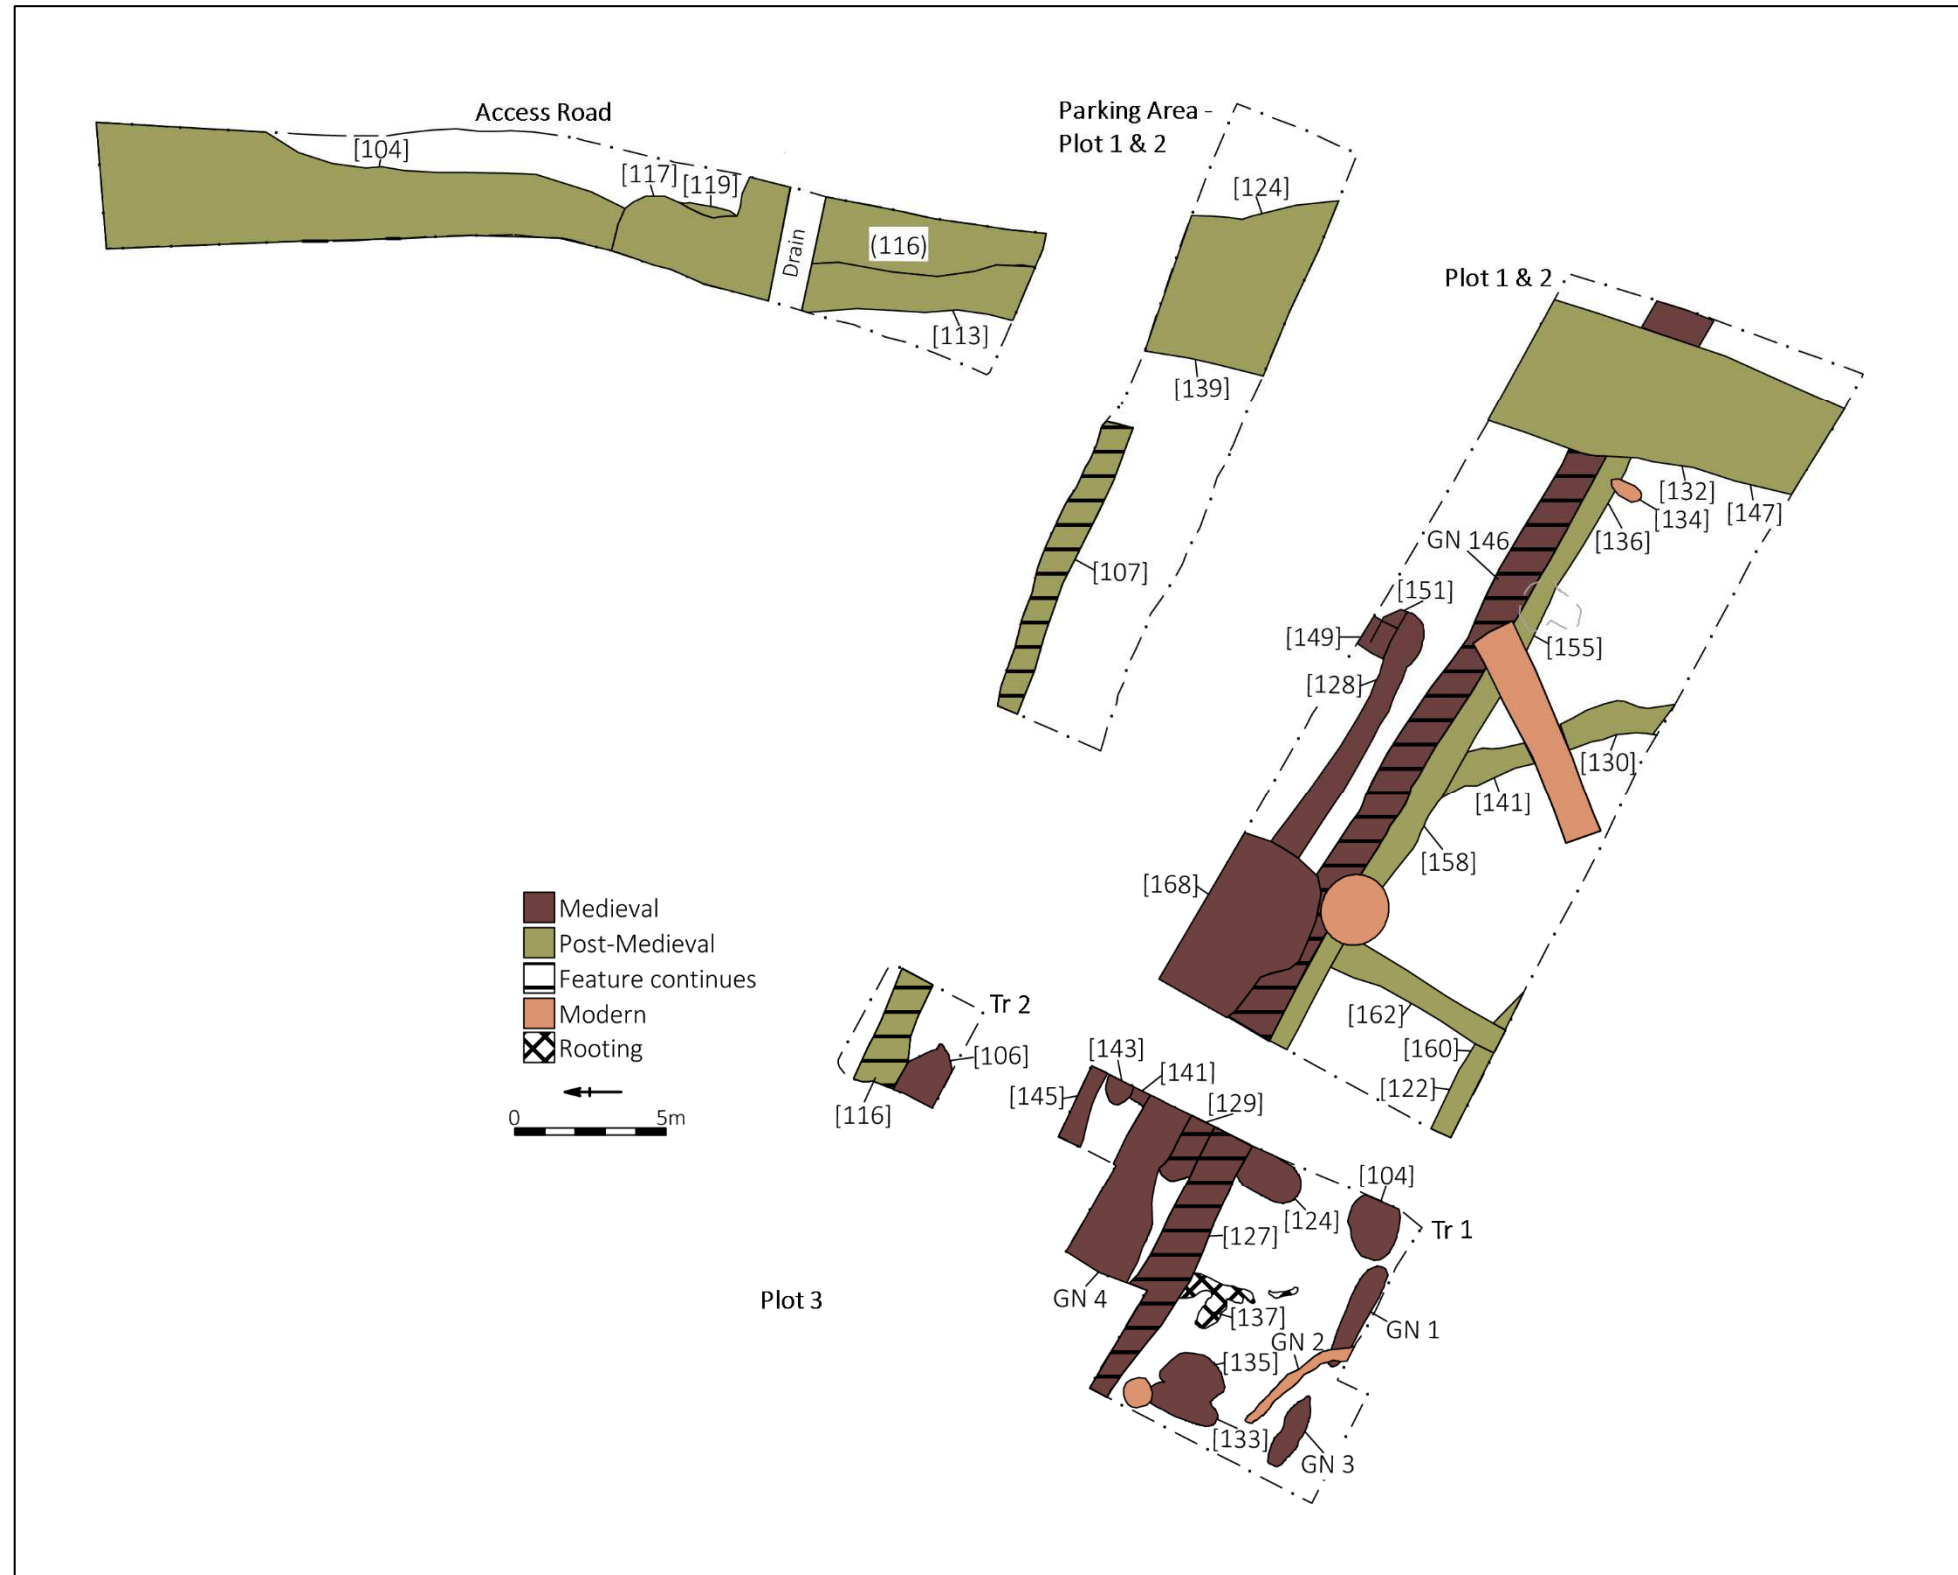 Access Road
[104]
[117]
[119]
Drain
(116)
[113]
Parking Area -
Plot 1 & 2
[124]
[139]
[107]
Plot 1 & 2
[132]
[134]
[147]
[136]
GN 146
[151]
[149]
[155]
[128]
[130]
[141]
[158]
[168]
[162]
[160]
[122]
Medieval
Post-Medieval
Feature continues
Modern
Rooting
0
5m
Tr 2
[106]
[116]
[143]
[141]
[145]
[129]
[104]
[124]
Tr 1
[127]
GN 4
Plot 3
[137]
GN 1
GN 2
[135]
[133]
GN 3